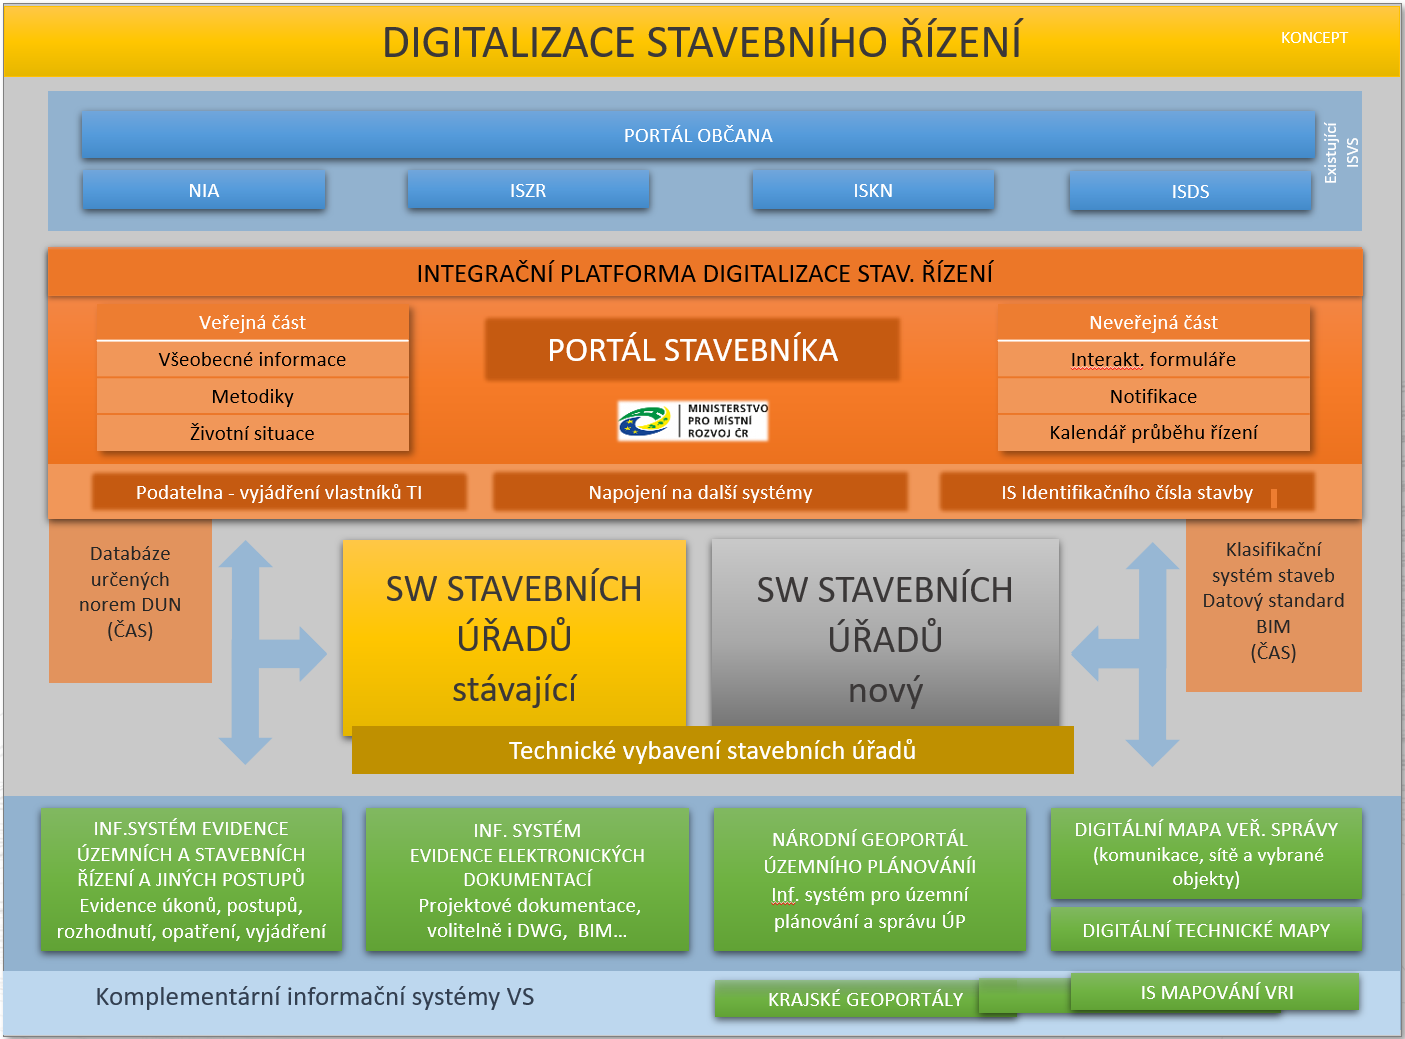 DIGITALIZACE STAVEBNÍHO ŘÍZENÍ
KONCEPT
PORTÁL OBČANA
Existující
ISVS
NIA
ISZR
ISKN
ISDS
INTEGRAČNÍ PLATFORMA DIGITALIZACE STAV. ŘÍZENÍ
Veřejná část
Všeobecné informace
Metodiky
Životní situace
PORTÁL STAVEBNÍKA
MINISTERSTVO
PRO MÍSTNÍ
ROZVOJ ČR
Neveřejná část
Interakt. formuláře
Notifikace
Kalendář průběhu řízení
Podatelna - vyjádření vlastníků TI
Napojení na další systémy
IS Identifikačního čísla stavby
Databáze
určených
norem DUN
(ČAS)
SW STAVEBNÍCH
ÚŘADŮ
stávající
SW STAVEBNÍCH
ÚŘADŮ
nový
Klasifikační
systém staveb
Datový standard
BIM
(ČAS)
Technické vybavení stavebních úřadů
INF.SYSTÉM EVIDENCE
ÚZEMNÍCH A STAVEBNÍCH
ŘÍZENÍ A JINÝCH POSTUPŮ
Evidence úkonů, postupů,
rozhodnutí, opatření, vyjádření
INF. SYSTÉM
EVIDENCE ELEKTRONICKÝCH
DOKUMENTACÍ
Projektové dokumentace,
volitelně i DWG, BIM...
NÁRODNÍ GEOPORTÁL
ÚZEMNÍHO PLÁNOVÁNÍI
Inf. systém pro územní
plánování a správu ÚP
DIGITÁLNÍ MAPA VEŘ. SPRÁVY
(komunikace, sítě a vybrané
objekty)
DIGITÁLNÍ TECHNICKÉ MAPY
Komplementární informační systémy VS
KRAJSKÉ GEOPORTÁLY
IS MAPOVÁNÍ VRI